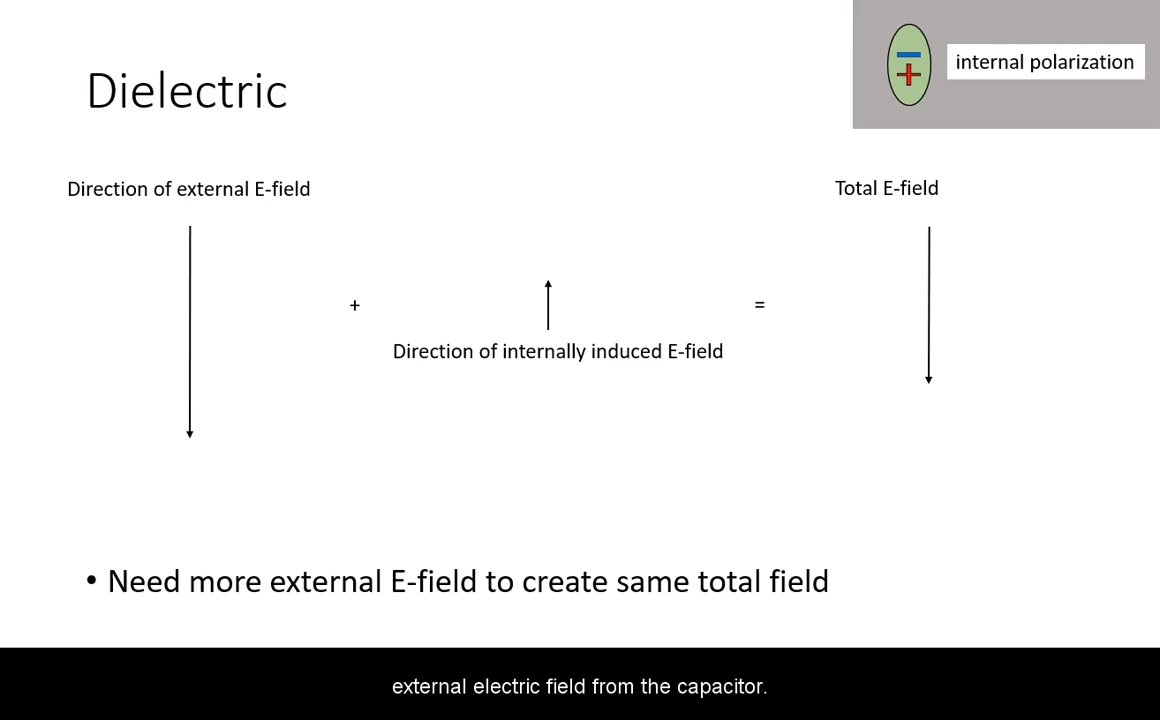 internal polarization
Dielectric
Direction of external E-field
Total E-field
+
=
Direction of internally induced E-field
• Need more external E-field to create same total field
external electric field from the capacitor.